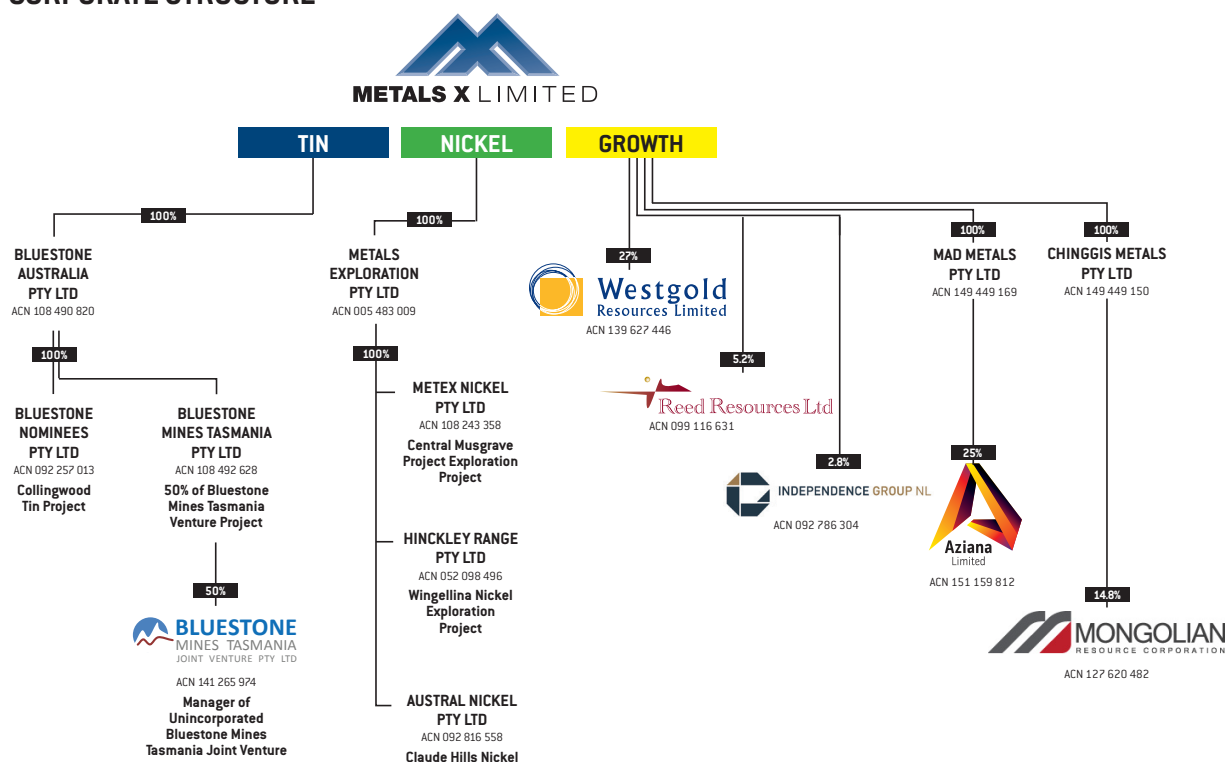 CORPORATE STRUCTURE
METALS X LIMITED
TIN
NICKEL
GROWTH
100%
BLUESTONE
AUSTRALIA
PTY LTD
ACN 108 490 820
100%
BLUESTONE
NOMINEES
PTY LTD
ACN 092 257 013
Collingwood
Tin Project
BLUESTONE
MINES TASMANIA
PTY LTD
ACN 108 492 628
50% of Bluestone
Mines Tasmania
Venture Project
50%
BLUESTONE
MINES TASMANIA
JOINT VENTURE PTY LTD
ACN 141 265 974
Manager of
Unincorporated
Bluestone Mines
Tasmania Joint Venture
100%
METALS
EXPLORATION
PTY LTD
ACN 005 483 009
100%
METEX NICKEL
PTY LTD
ACN 108 243 358
Central Musgrave
Project Exploration
Project
HINCKLEY RANGE
PTY LTD
ACN 052 098 496
Wingellina Nickel
Exploration
Project
AUSTRAL NICKEL
PTY LTD
ACN 092 816 558
Claude Hills Nickel
27%
Westgold
Resources Limited
ACN 139 627 446
5.2%
Reed Resources Ltd
ACN 099 116 631
2.8%
INDEPENDENCE GROUP NL
ACN 092 786 304
100%
MAD METALS
PTY LTD
ACN 149 449 169
25%
Aziana
Limited
ACN 151 159 812
100%
CHINGGIS METALS
PTY LTD
ACN 149 449 150
14.8%
MONGOLIAN
RESOURCE CORPORATION
ACN 127 620 482